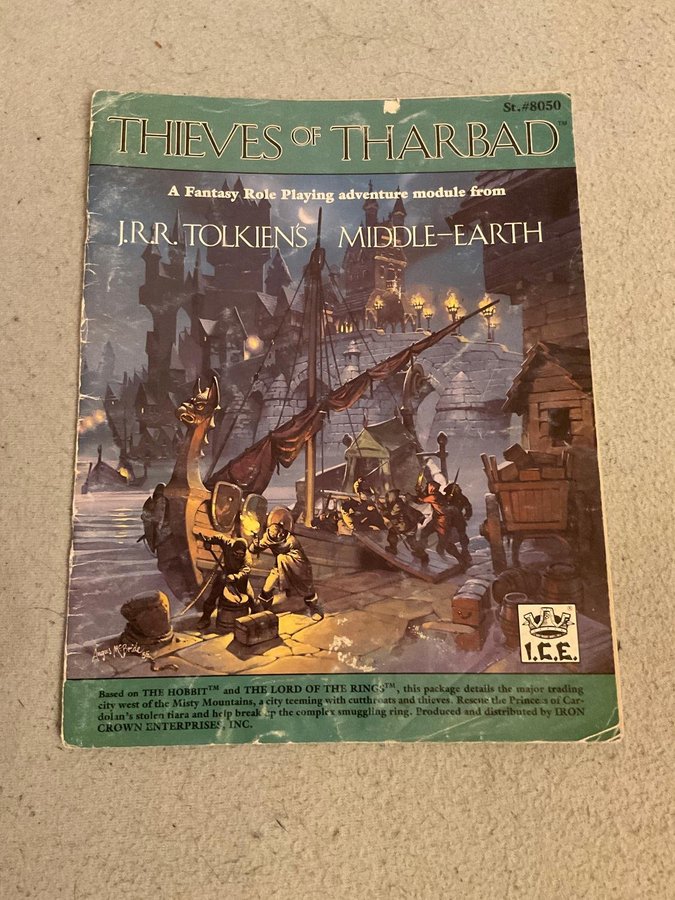 St.#8050
THIEVES OF THARBAD™
A Fantasy Role Playing adventure module from
J.R.R. TOLKIEN'S MIDDLE-EARTH
Angus McBride '85
®
I.C.E.
Based on THE HOBBIT™ and THE LORD OF THE RINGS™, this package details the major trading
city west of the Misty Mountains, a city teeming with cutthroats and thieves. Rescue the Princess of Car-
dolan's stolen tiara and help break up the complex smuggling ring. Produced and distributed by IRON
CROWN ENTERPRISES, INC.